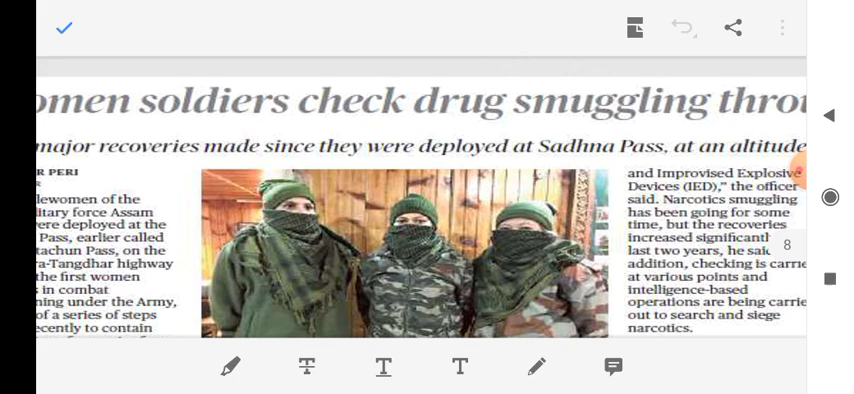 omen soldiers check drug smuggling throu
major recoveries made since they were deployed at Sadhna Pass, at an altitude
R PERI
lewomen of the
litary force Assam
were deployed at the
Pass, earlier called
tachun Pass, on the
ra-Tangdhar highway
the first women
s in combat
ning under the Army,
of a series of steps
ecently to contain
and Improvised Explosive
Devices (IED),” the officer
said. Narcotics smuggling
has been going for some
time, but the recoveries
increased significantl
last two years, he said
addition, checking is carrie
at various points and
intelligence-based
operations are being carrie
out to search and siege
narcotics.
8